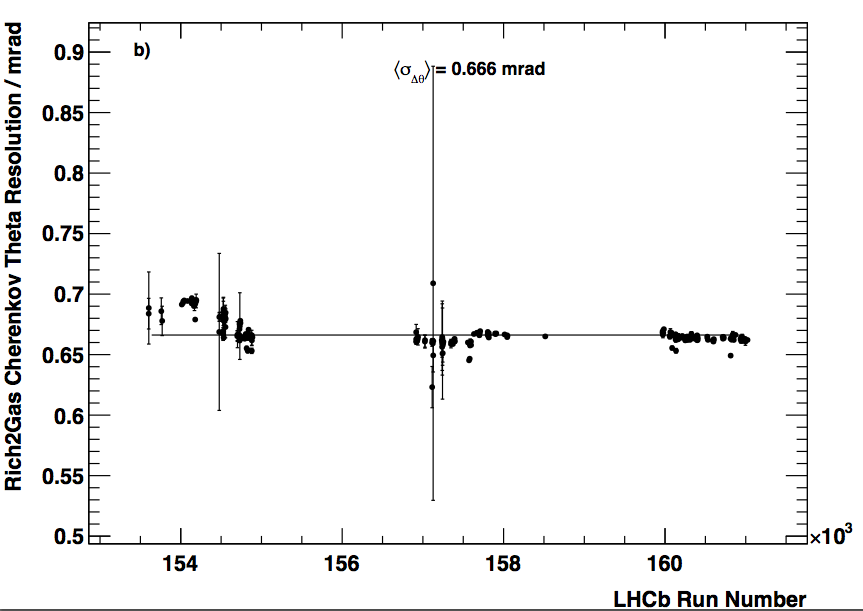 b)
⟨σΔθ⟩ = 0.666 mrad
Rich2Gas Cherenkov Theta Resolution / mrad
0.9
0.85
0.8
0.75
0.7
0.65
0.6
0.55
0.5
154 156 158 160
×10³
LHCb Run Number